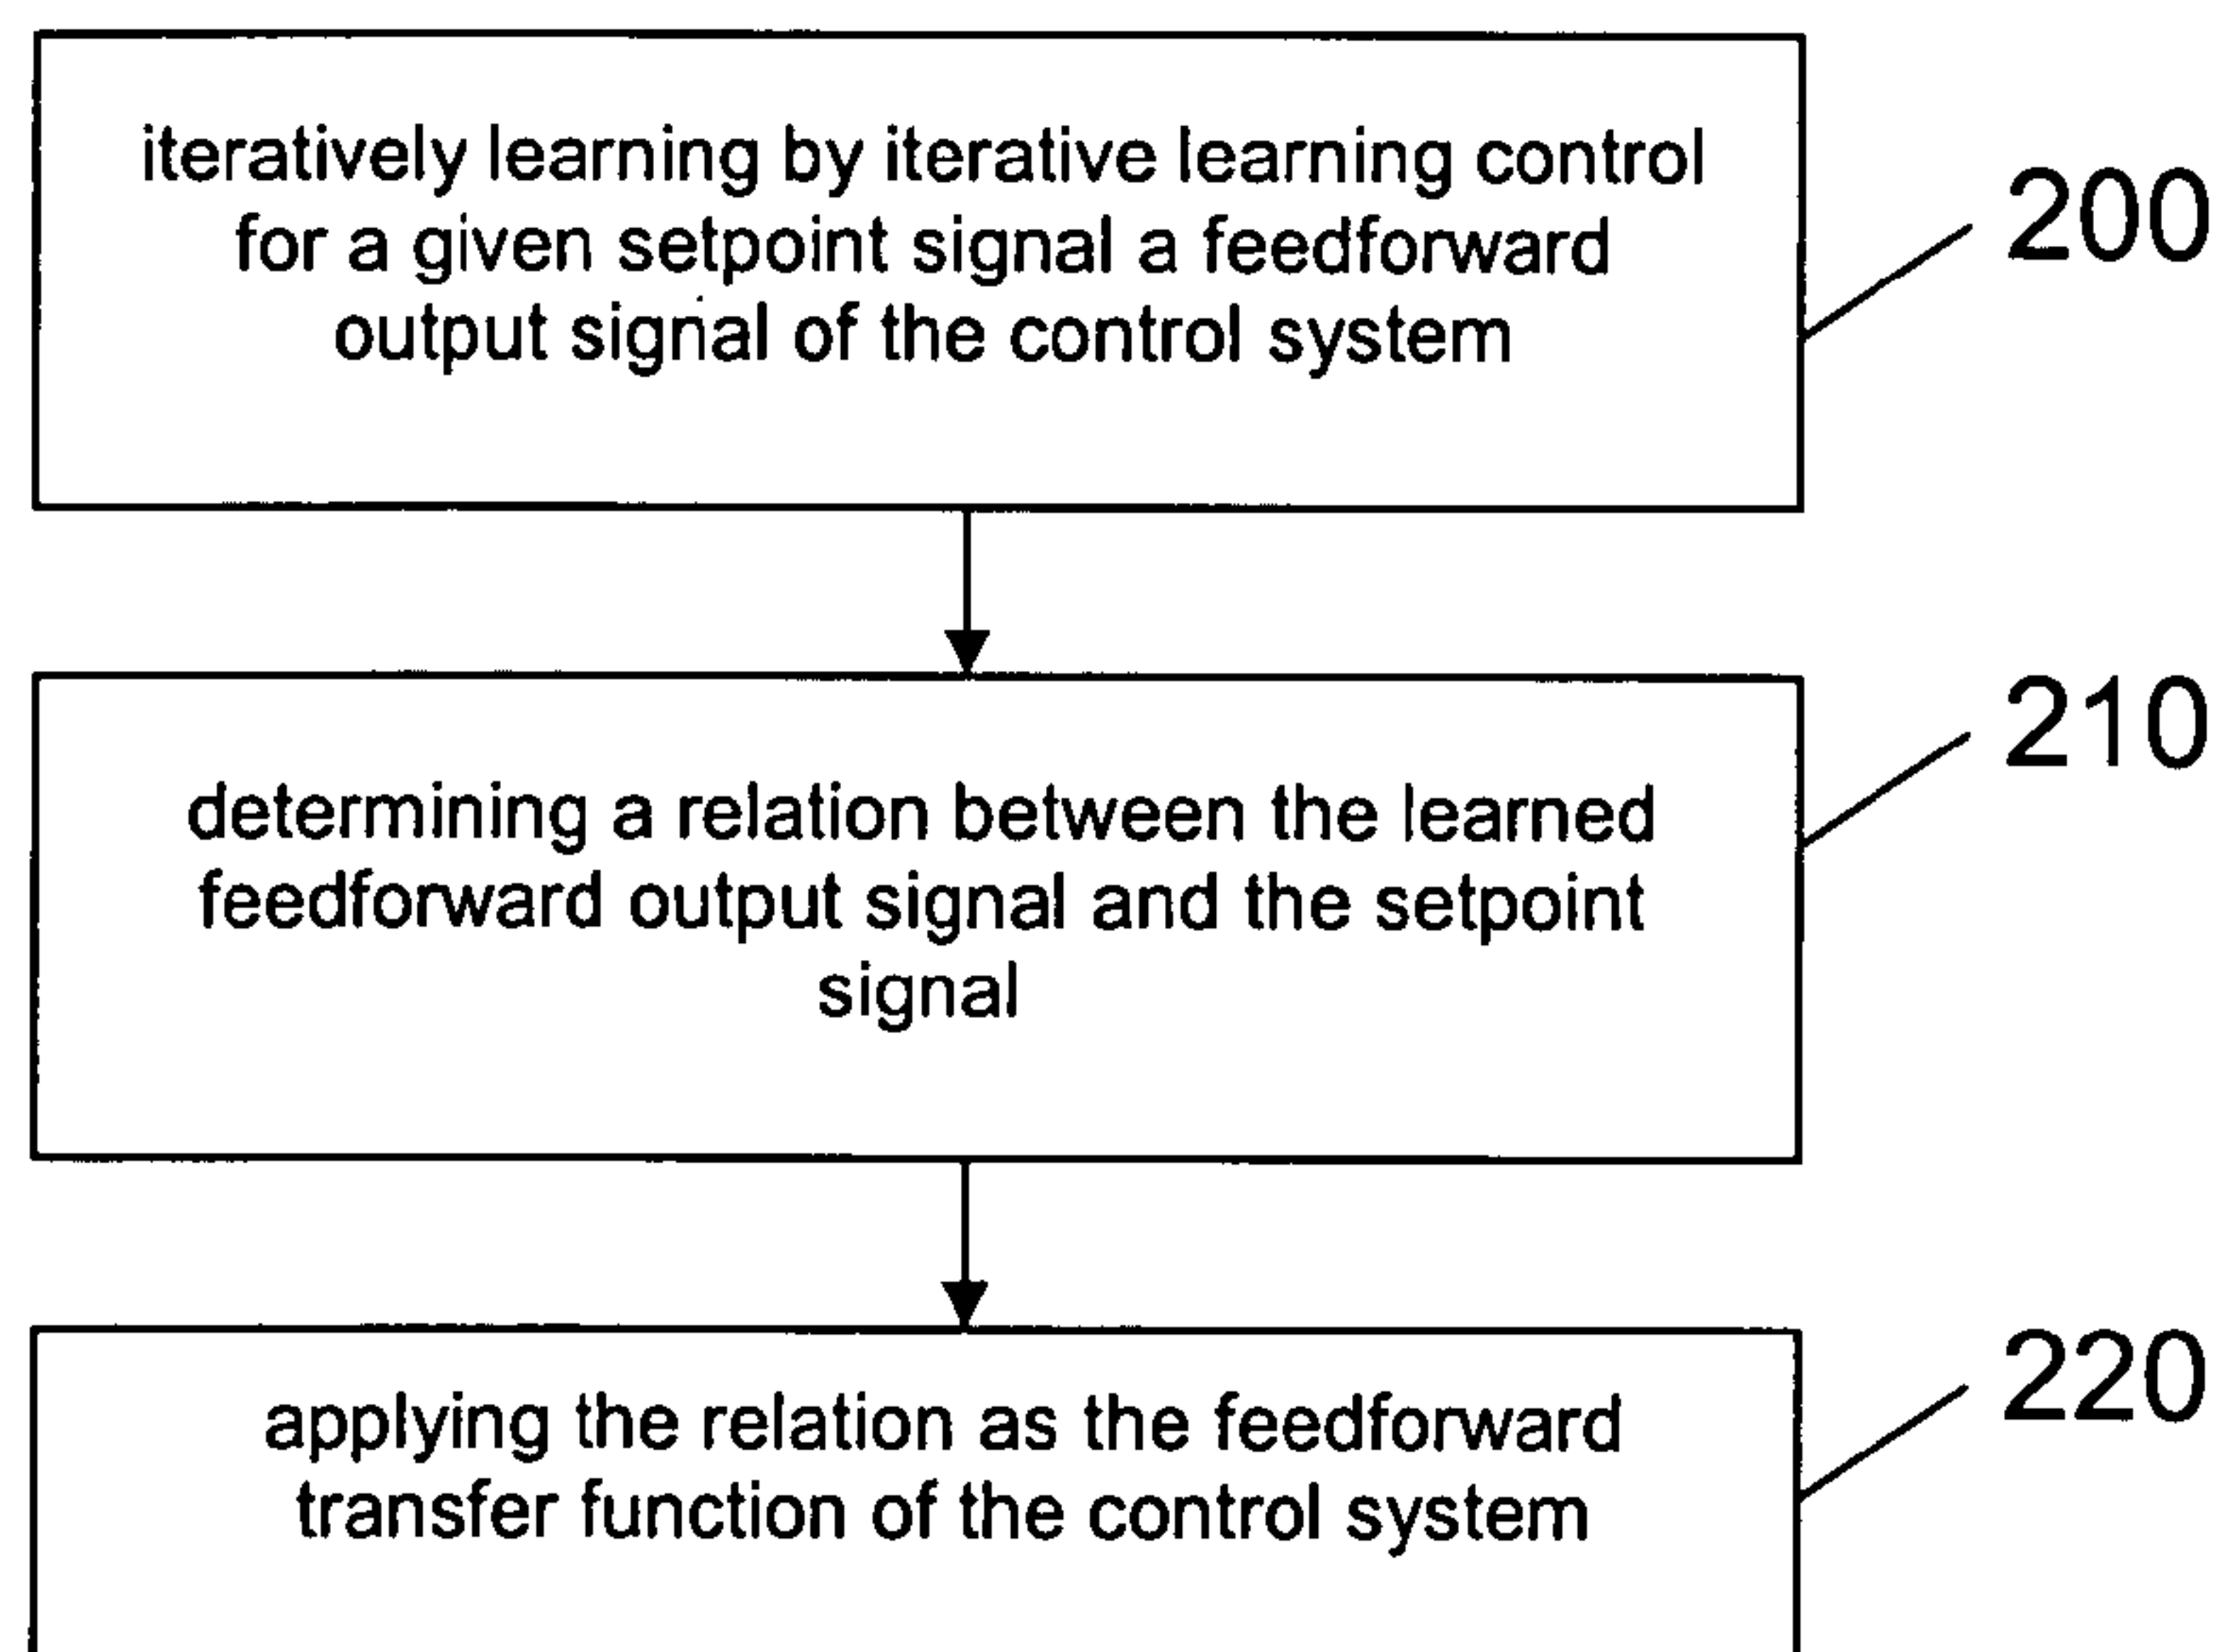 iteratively learning by iterative learning control
for a given setpoint signal a feedforward
output signal of the control system
200
determining a relation between the learned
feedforward output signal and the setpoint
signal
210
applying the relation as the feedforward
transfer function of the control system
220